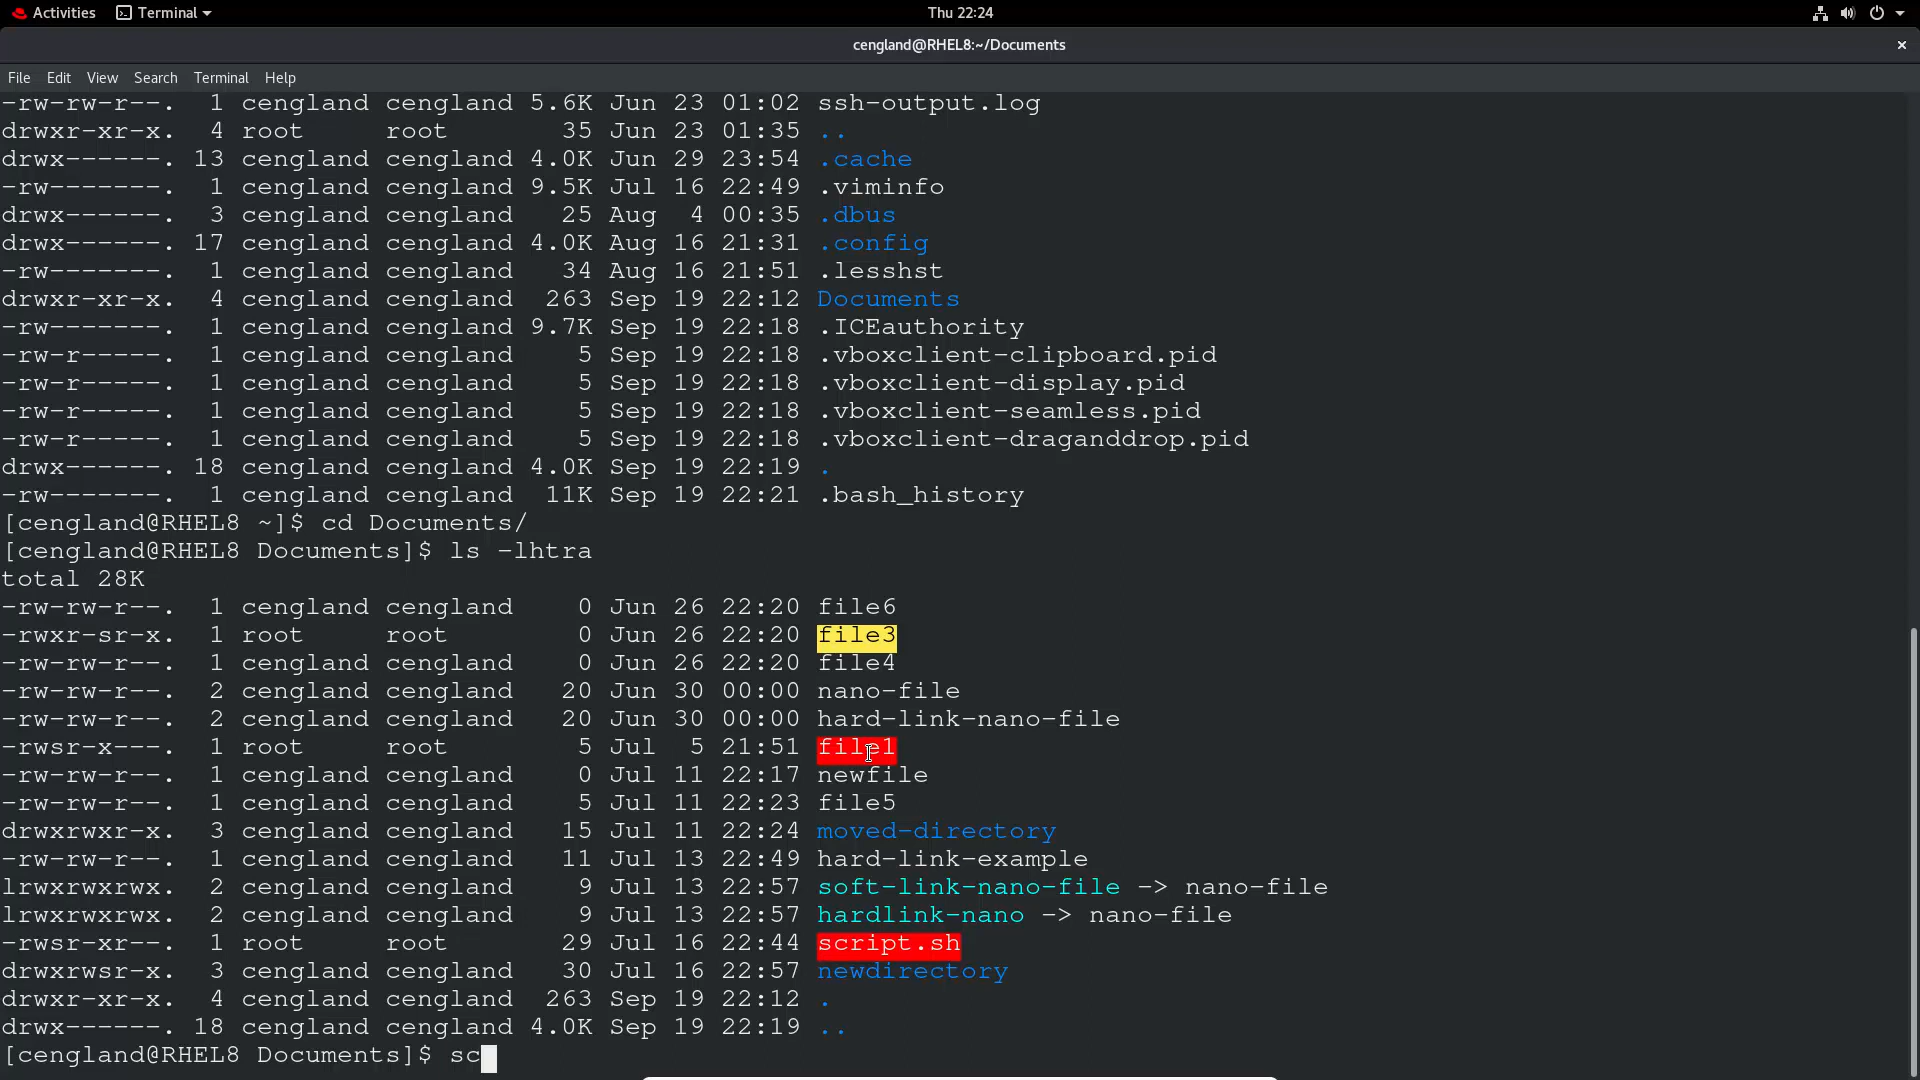 Activities Terminal Thu 22:24
cengland@RHEL8:~/Documents ×
File Edit View Search Terminal Help
-rw-rw-r--. 1 cengland cengland 5.6K Jun 23 01:02 ssh-output.log
drwxr-xr-x. 4 root root 35 Jun 23 01:35 ..
drwx------. 13 cengland cengland 4.0K Jun 29 23:54 .cache
-rw-------. 1 cengland cengland 9.5K Jul 16 22:49 .viminfo
drwx------. 3 cengland cengland 25 Aug 4 00:35 .dbus
drwx------. 17 cengland cengland 4.0K Aug 16 21:31 .config
-rw-------. 1 cengland cengland 34 Aug 16 21:51 .lesshst
drwxr-xr-x. 4 cengland cengland 263 Sep 19 22:12 Documents
-rw-------. 1 cengland cengland 9.7K Sep 19 22:18 .ICEauthority
-rw-r-----. 1 cengland cengland 5 Sep 19 22:18 .vboxclient-clipboard.pid
-rw-r-----. 1 cengland cengland 5 Sep 19 22:18 .vboxclient-display.pid
-rw-r-----. 1 cengland cengland 5 Sep 19 22:18 .vboxclient-seamless.pid
-rw-r-----. 1 cengland cengland 5 Sep 19 22:18 .vboxclient-draganddrop.pid
drwx------. 18 cengland cengland 4.0K Sep 19 22:19 .
-rw-------. 1 cengland cengland 11K Sep 19 22:21 .bash_history
[cengland@RHEL8 ~]$ cd Documents/
[cengland@RHEL8 Documents]$ ls -lhtra
total 28K
-rw-rw-r--. 1 cengland cengland 0 Jun 26 22:20 file6
-rwxr-sr-x. 1 root root 0 Jun 26 22:20 file3
-rw-rw-r--. 1 cengland cengland 0 Jun 26 22:20 file4
-rw-rw-r--. 2 cengland cengland 20 Jun 30 00:00 nano-file
-rw-rw-r--. 2 cengland cengland 20 Jun 30 00:00 hard-link-nano-file
-rwsr-x---. 1 root root 5 Jul 5 21:51 file1
-rw-rw-r--. 1 cengland cengland 0 Jul 11 22:17 newfile
-rw-rw-r--. 1 cengland cengland 5 Jul 11 22:23 file5
drwxrwxr-x. 3 cengland cengland 15 Jul 11 22:24 moved-directory
-rw-rw-r--. 1 cengland cengland 11 Jul 13 22:49 hard-link-example
lrwxrwxrwx. 2 cengland cengland 9 Jul 13 22:57 soft-link-nano-file -> nano-file
lrwxrwxrwx. 2 cengland cengland 9 Jul 13 22:57 hardlink-nano -> nano-file
-rwsr-xr--. 1 root root 29 Jul 16 22:44 script.sh
drwxrwsr-x. 3 cengland cengland 30 Jul 16 22:57 newdirectory
drwxr-xr-x. 4 cengland cengland 263 Sep 19 22:12 .
drwx------. 18 cengland cengland 4.0K Sep 19 22:19 ..
[cengland@RHEL8 Documents]$ sc